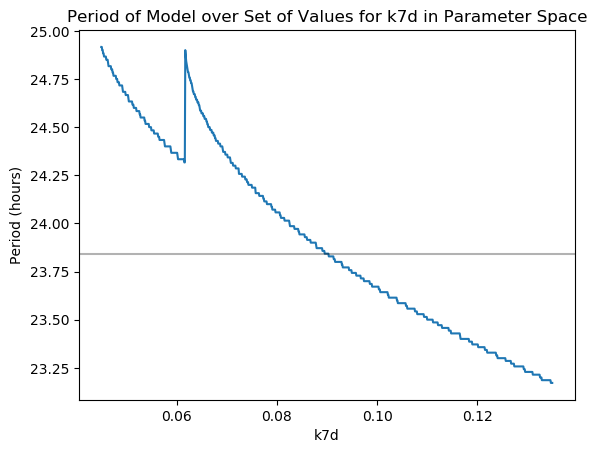 Period of Model over Set of Values for k7d in Parameter Space
25.00
24.75
24.50
24.25
24.00
23.75
23.50
23.25
Period (hours)
0.06 0.08 0.10 0.12
k7d